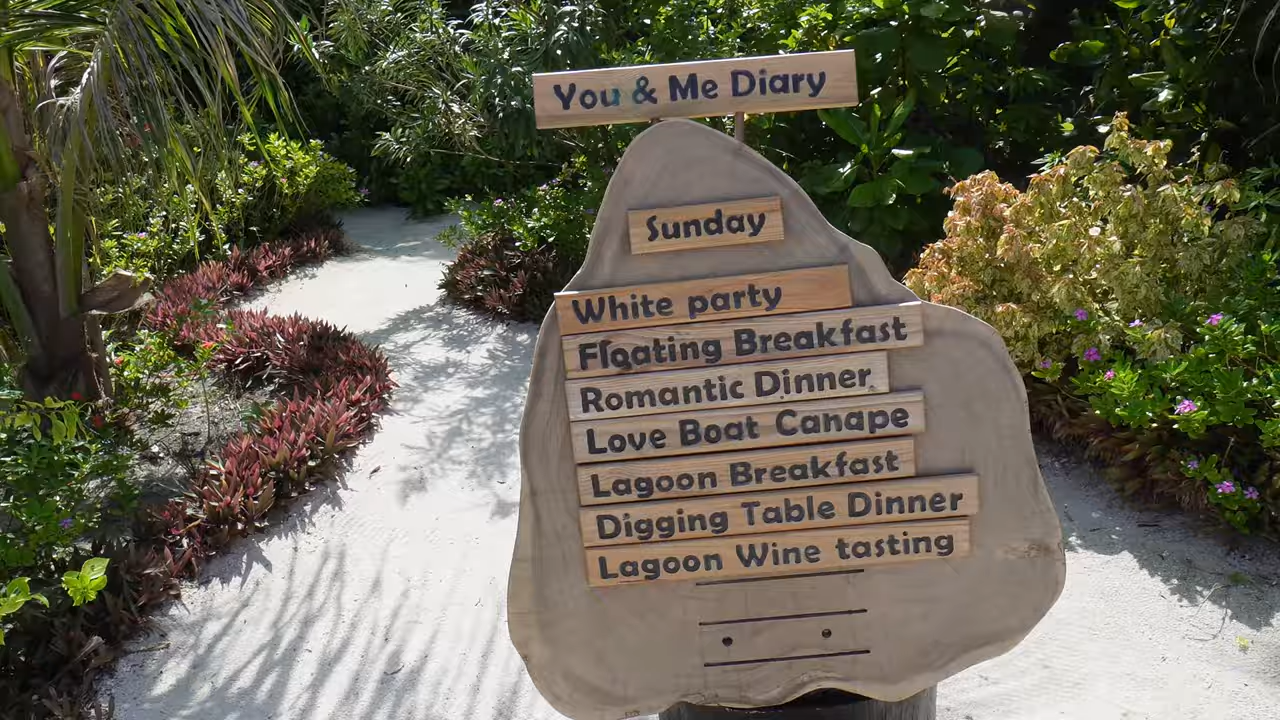 You & Me Diary
Sunday
White party
Floating Breakfast
Romantic Dinner
Love Boat Canape
Lagoon Breakfast
Digging Table Dinner
Lagoon Wine tasting